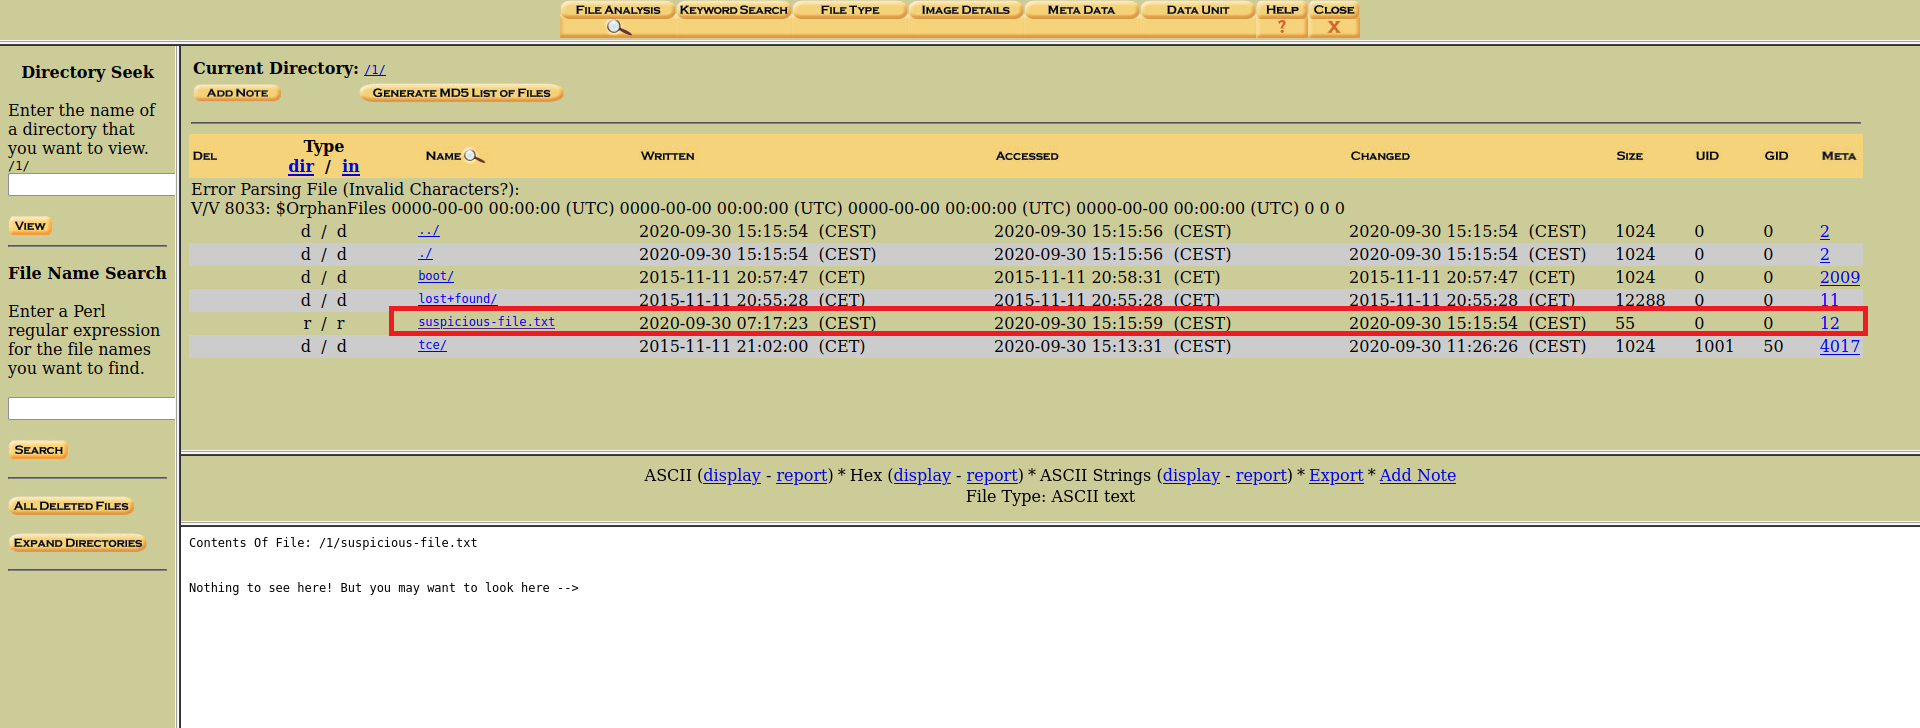 FILE ANALYSIS KEYWORD SEARCH FILE TYPE IMAGE DETAILS META DATA DATA UNIT HELP CLOSE
? X
Directory Seek
Enter the name of
a directory that
you want to view.
/1/
VIEW
File Name Search
Enter a Perl
regular expression
for the file names
you want to find.
SEARCH
ALL DELETED FILES
EXPAND DIRECTORIES
Current Directory: /1/
ADD NOTE GENERATE MD5 LIST OF FILES
DEL Type dir / in NAME WRITTEN ACCESSED CHANGED SIZE UID GID META
Error Parsing File (Invalid Characters?):
V/V 8033: $OrphanFiles 0000-00-00 00:00:00 (UTC) 0000-00-00 00:00:00 (UTC) 0000-00-00 00:00:00 (UTC) 0000-00-00 00:00:00 (UTC) 0 0 0
d / d ../ 2020-09-30 15:15:54 (CEST) 2020-09-30 15:15:56 (CEST) 2020-09-30 15:15:54 (CEST) 1024 0 0 2
d / d ./ 2020-09-30 15:15:54 (CEST) 2020-09-30 15:15:56 (CEST) 2020-09-30 15:15:54 (CEST) 1024 0 0 2
d / d boot/ 2015-11-11 20:57:47 (CET) 2015-11-11 20:58:31 (CET) 2015-11-11 20:57:47 (CET) 1024 0 0 2009
d / d lost+found/ 2015-11-11 20:55:28 (CET) 2015-11-11 20:55:28 (CET) 2015-11-11 20:55:28 (CET) 12288 0 0 11
r / r suspicious-file.txt 2020-09-30 07:17:23 (CEST) 2020-09-30 15:15:59 (CEST) 2020-09-30 15:15:54 (CEST) 55 0 0 12
d / d tce/ 2015-11-11 21:02:00 (CET) 2020-09-30 15:13:31 (CEST) 2020-09-30 11:26:26 (CEST) 1024 1001 50 4017
ASCII (display - report) * Hex (display - report) * ASCII Strings (display - report) * Export * Add Note
File Type: ASCII text
Contents Of File: /1/suspicious-file.txt
Nothing to see here! But you may want to look here -->